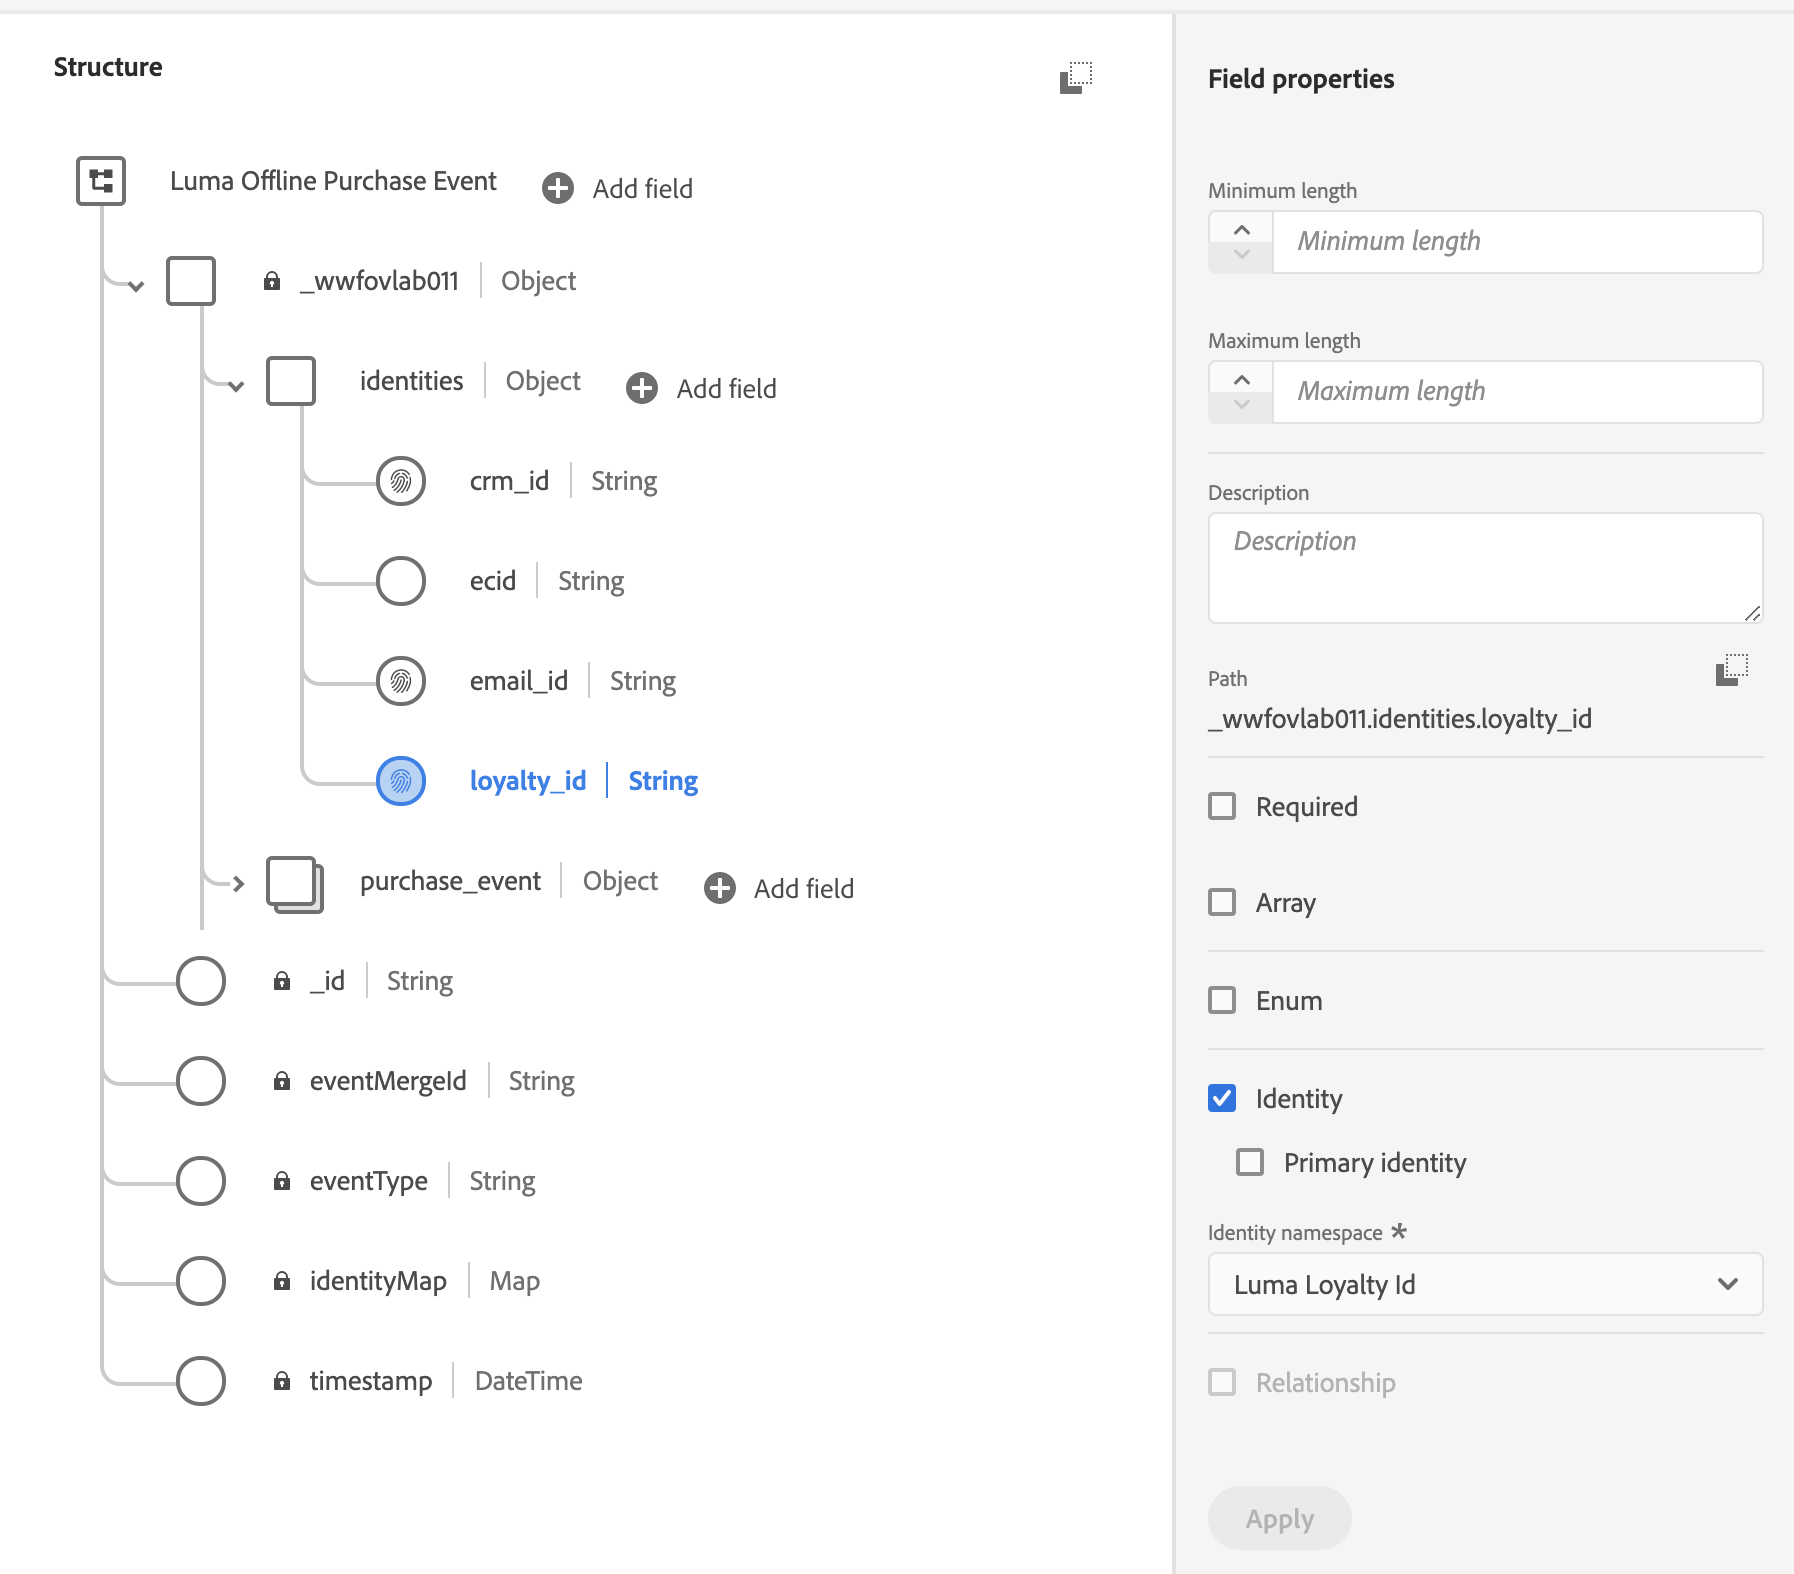 Structure
Luma Offline Purchase Event
Add field
_wwfovlab011
Object
identities
Object
Add field
crm_id
String
ecid
String
email_id
String
loyalty_id
String
purchase_event
Object
Add field
_id
String
eventMergeId
String
eventType
String
identityMap
Map
timestamp
DateTime
Field properties
Minimum length
Minimum length
Maximum length
Maximum length
Description
Description
Path
_wwfovlab011.identities.loyalty_id
Required
Array
Enum
Identity
Primary identity
Identity namespace *
Luma Loyalty Id
Relationship
Apply